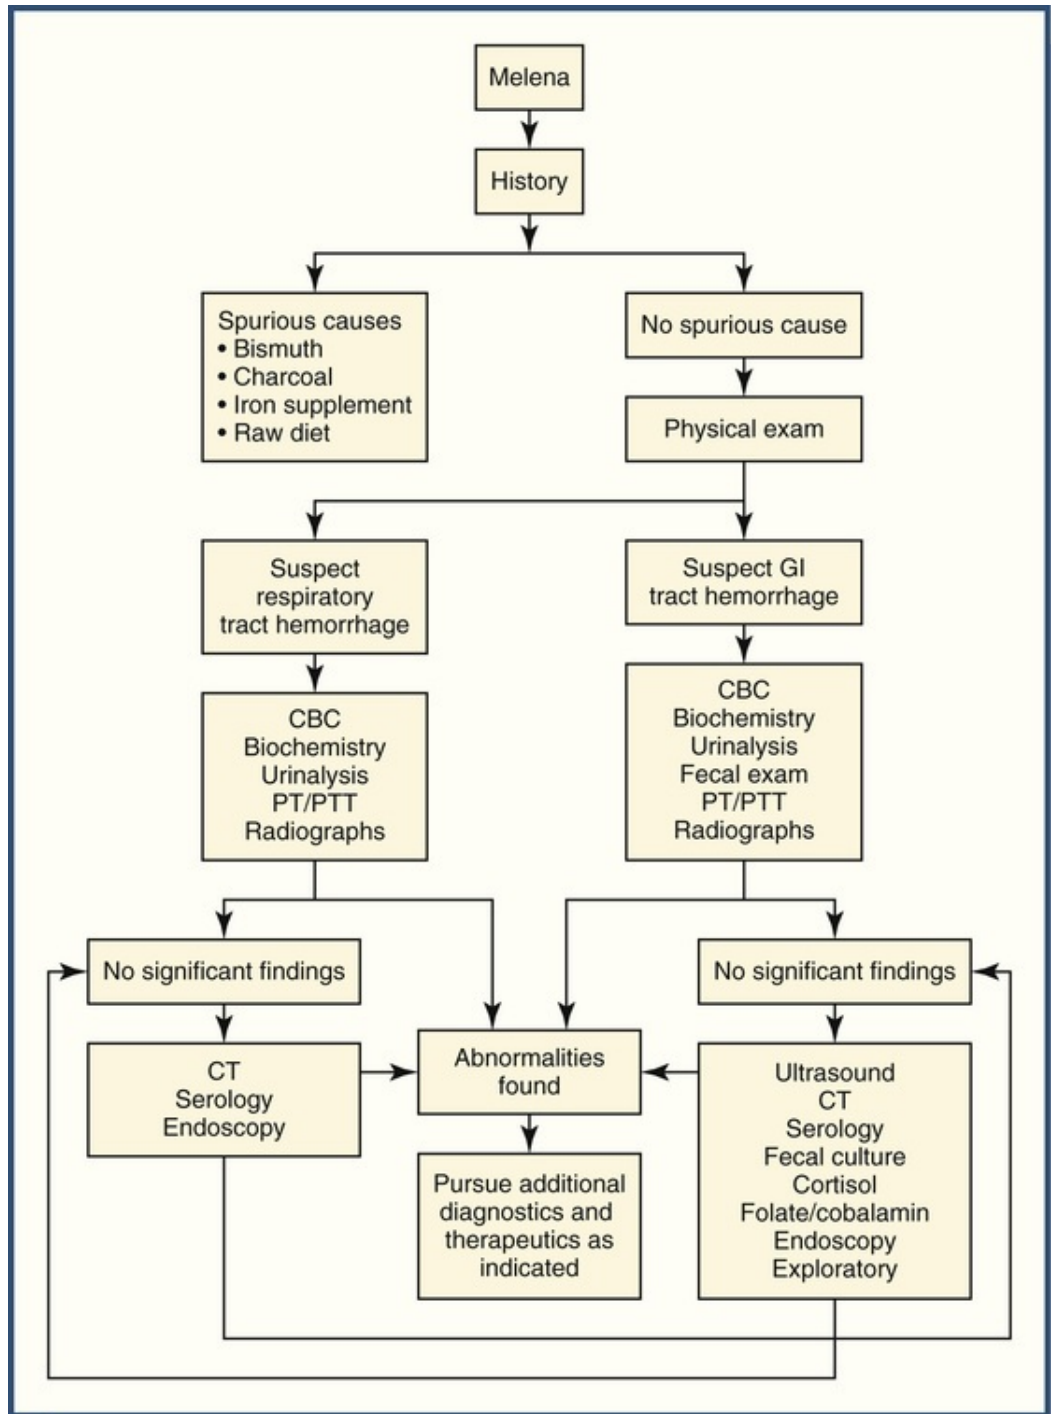 Melena
History
Spurious causes
• Bismuth
• Charcoal
• Iron supplement
• Raw diet
No spurious cause
Physical exam
Suspect
respiratory
tract hemorrhage
Suspect GI
tract hemorrhage
CBC
Biochemistry
Urinalysis
PT/PTT
Radiographs
CBC
Biochemistry
Urinalysis
Fecal exam
PT/PTT
Radiographs
No significant findings
No significant findings
CT
Serology
Endoscopy
Abnormalities
found
Ultrasound
CT
Serology
Fecal culture
Cortisol
Folate/cobalamin
Endoscopy
Exploratory
Pursue additional
diagnostics and
therapeutics as
indicated